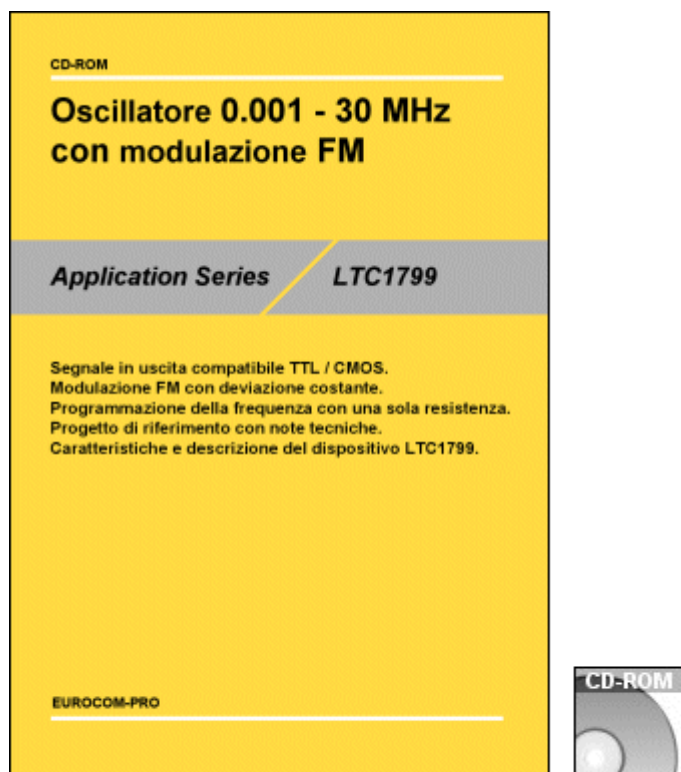 CD-ROM
Oscillatore 0.001 - 30 MHz
con modulazione FM
Application Series / LTC1799
Segnale in uscita compatibile TTL / CMOS.
Modulazione FM con deviazione costante.
Programmazione della frequenza con una sola resistenza.
Progetto di riferimento con note tecniche.
Caratteristiche e descrizione del dispositivo LTC1799.
EUROCOM-PRO
CD-ROM